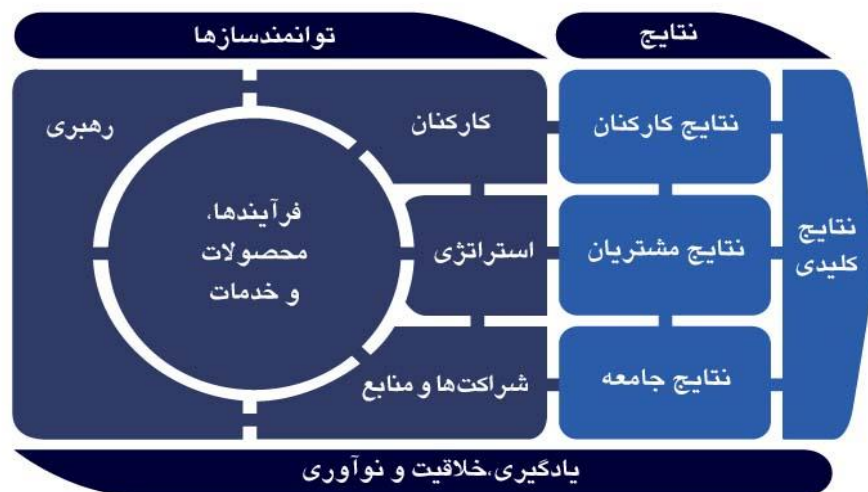 نتایج
توانمندسازها
رهبری
کارکنان
نتایج کارکنان
فرآیندها،
محصولات
و خدمات
استراتژی
نتایج مشتریان
نتایج
کلیدی
شراکت‌ها و منابع
نتایج جامعه
یادگیری،خلاقیت و نوآوری